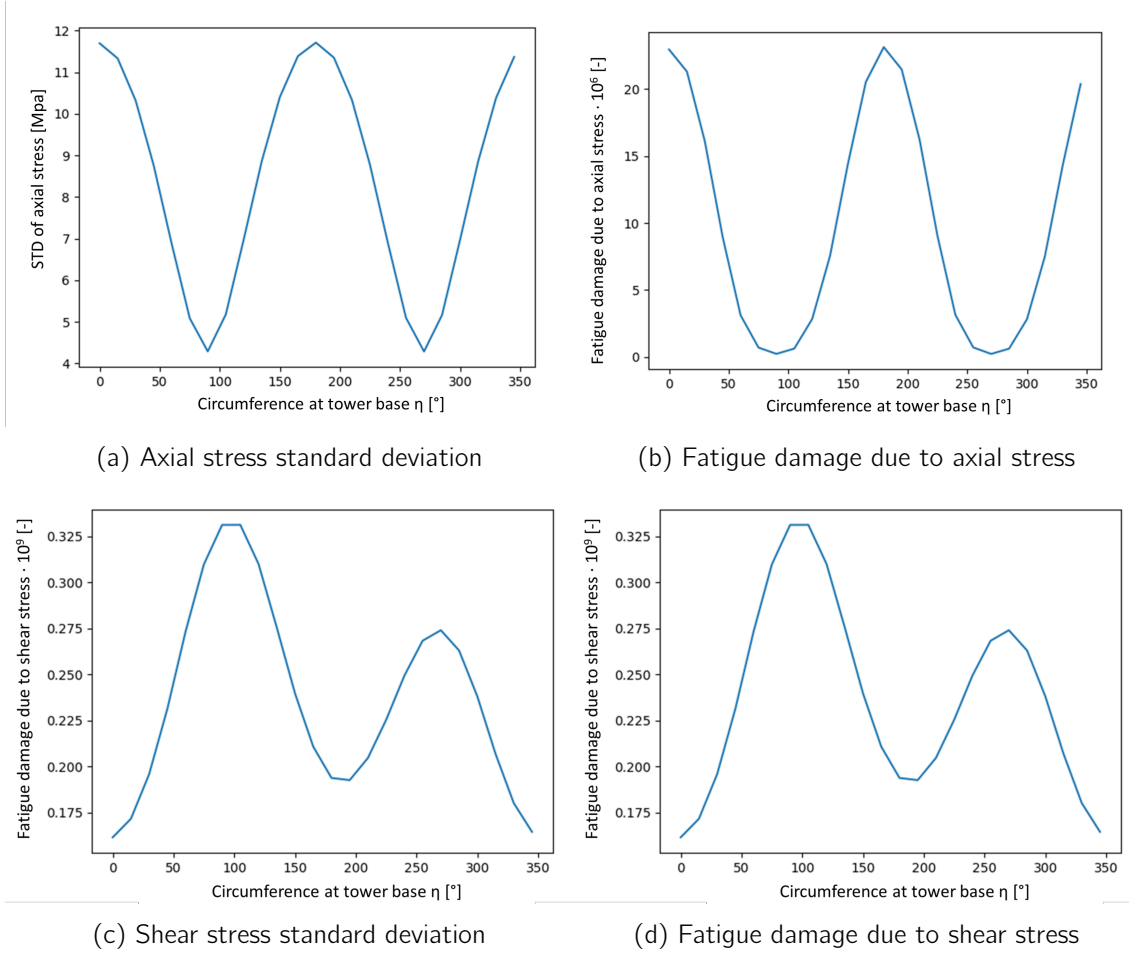 12
11
10
9
8
7
6
5
4
STD of axial stress [Mpa]
0 50 100 150 200 250 300 350
Circumference at tower base η [°]
(a) Axial stress standard deviation
20
15
10
5
0
Fatigue damage due to axial stress · 10⁶ [-]
0 50 100 150 200 250 300 350
Circumference at tower base η [°]
(b) Fatigue damage due to axial stress
0.325
0.300
0.275
0.250
0.225
0.200
0.175
Fatigue damage due to shear stress · 10⁹ [-]
0 50 100 150 200 250 300 350
Circumference at tower base η [°]
(c) Shear stress standard deviation
0.325
0.300
0.275
0.250
0.225
0.200
0.175
Fatigue damage due to shear stress · 10⁹ [-]
0 50 100 150 200 250 300 350
Circumference at tower base η [°]
(d) Fatigue damage due to shear stress